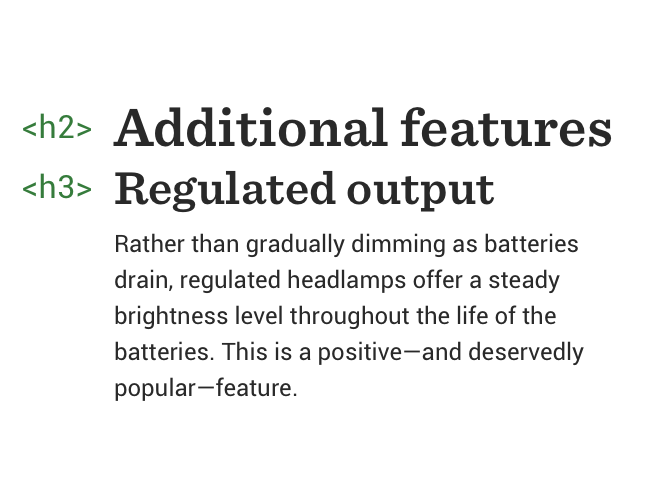 <h2> Additional features
<h3> Regulated output
Rather than gradually dimming as batteries
drain, regulated headlamps offer a steady
brightness level throughout the life of the
batteries. This is a positive—and deservedly
popular—feature.